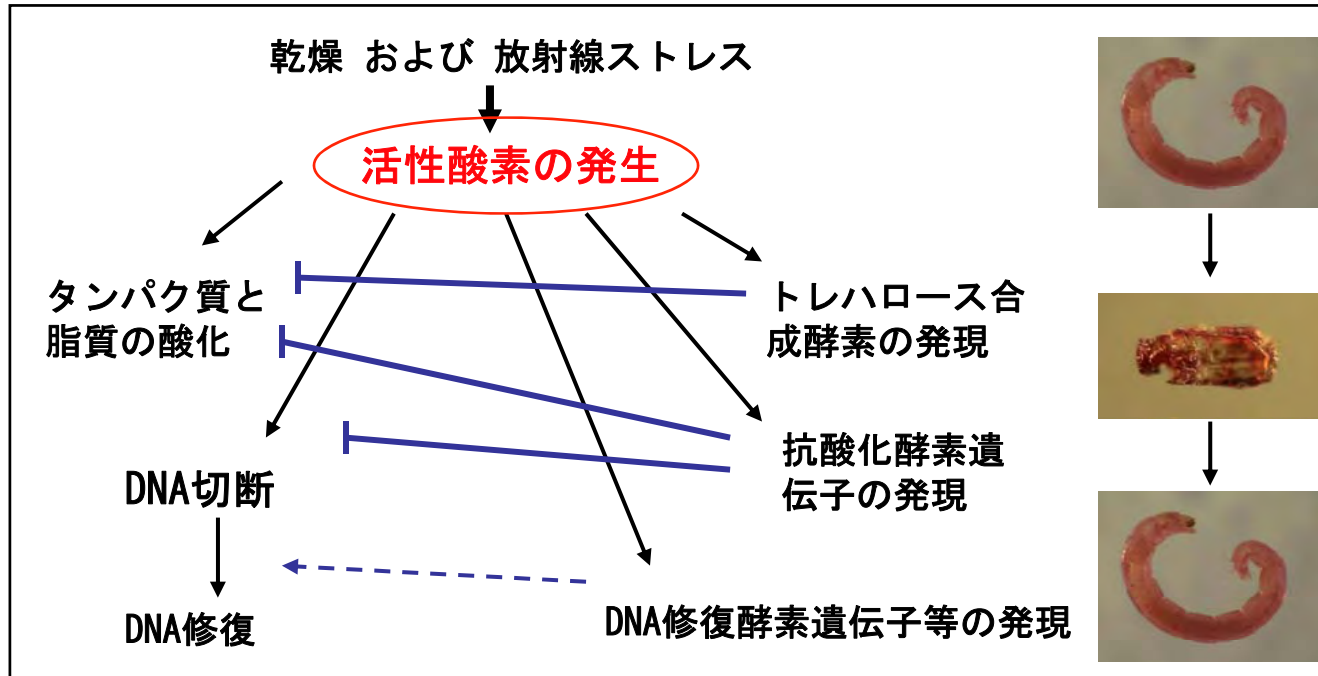 乾燥 および 放射線ストレス
活性酸素の発生
タンパク質と
脂質の酸化
トレハロース合
成酵素の発現
抗酸化酵素遺
伝子の発現
DNA切断
DNA修復
DNA修復酵素遺伝子等の発現